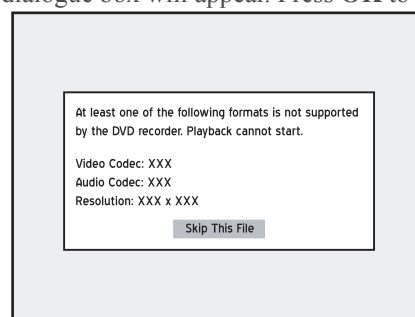 dialogue box will appear. Press OK to
At least one of the following formats is not supported
by the DVD recorder. Playback cannot start.
Video Codec: XXX
Audio Codec: XXX
Resolution: XXX x XXX
Skip This File